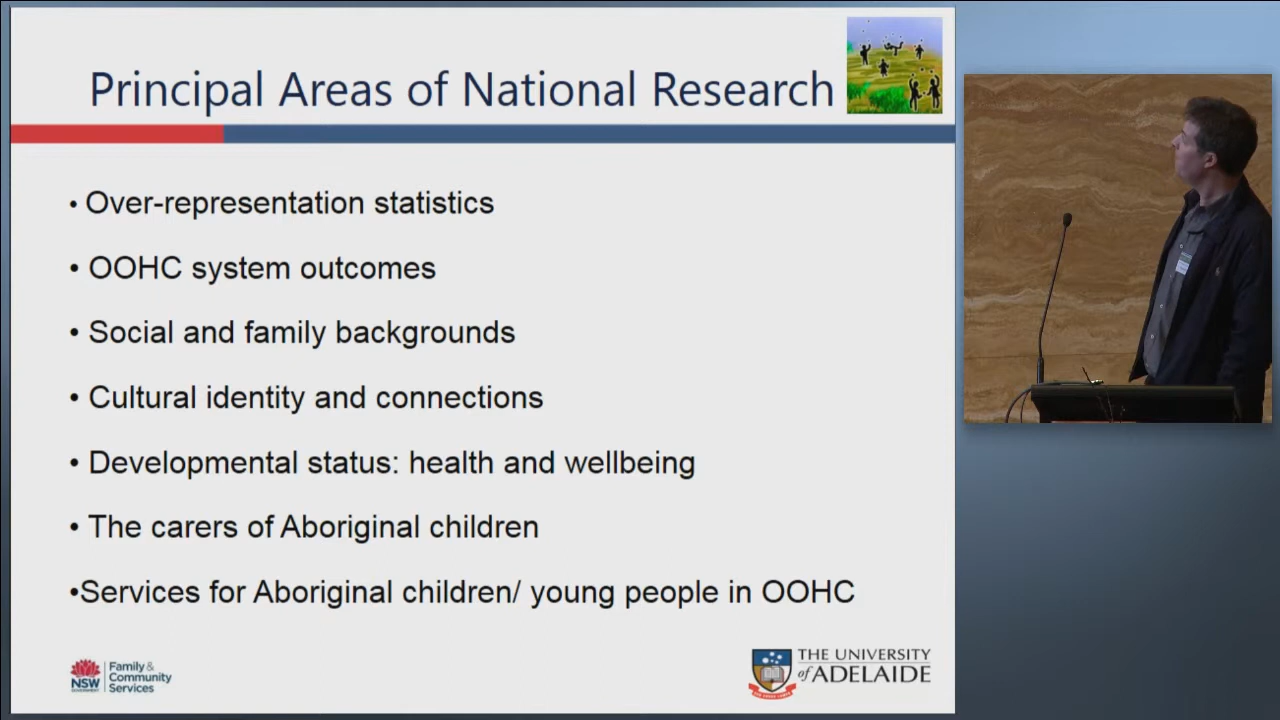 Principal Areas of National Research
• Over-representation statistics
• OOHC system outcomes
• Social and family backgrounds
• Cultural identity and connections
• Developmental status: health and wellbeing
• The carers of Aboriginal children
•Services for Aboriginal children/ young people in OOHC
NSW
GOVERNMENT
Family &
Community
Services
THE UNIVERSITY
of ADELAIDE